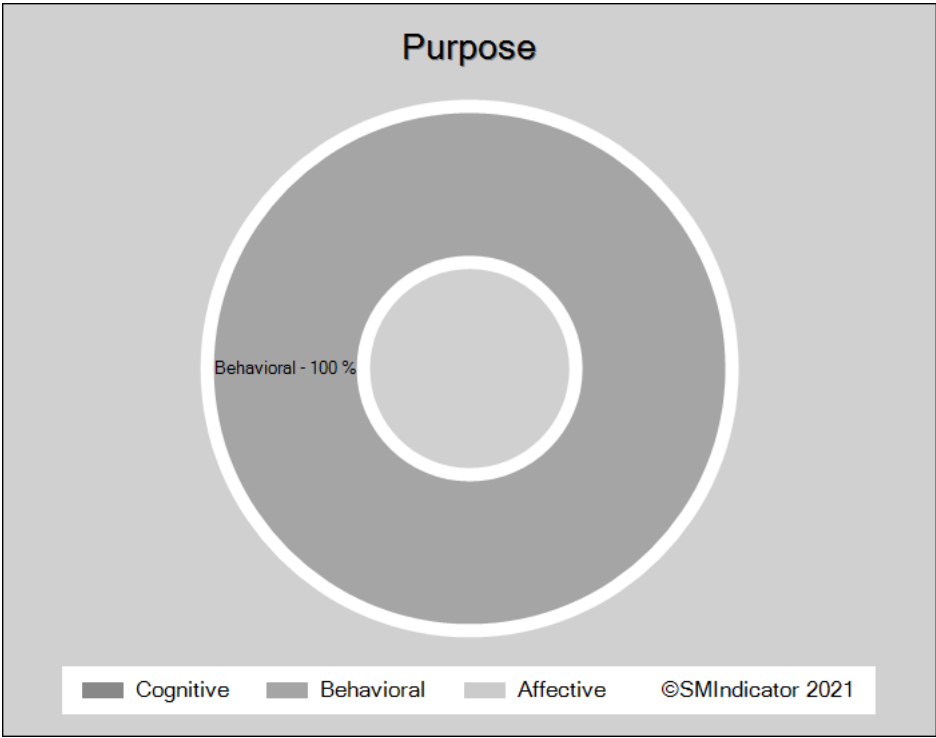 Purpose
Behavioral - 100 %
Cognitive Behavioral Affective ©SMIndicator 2021